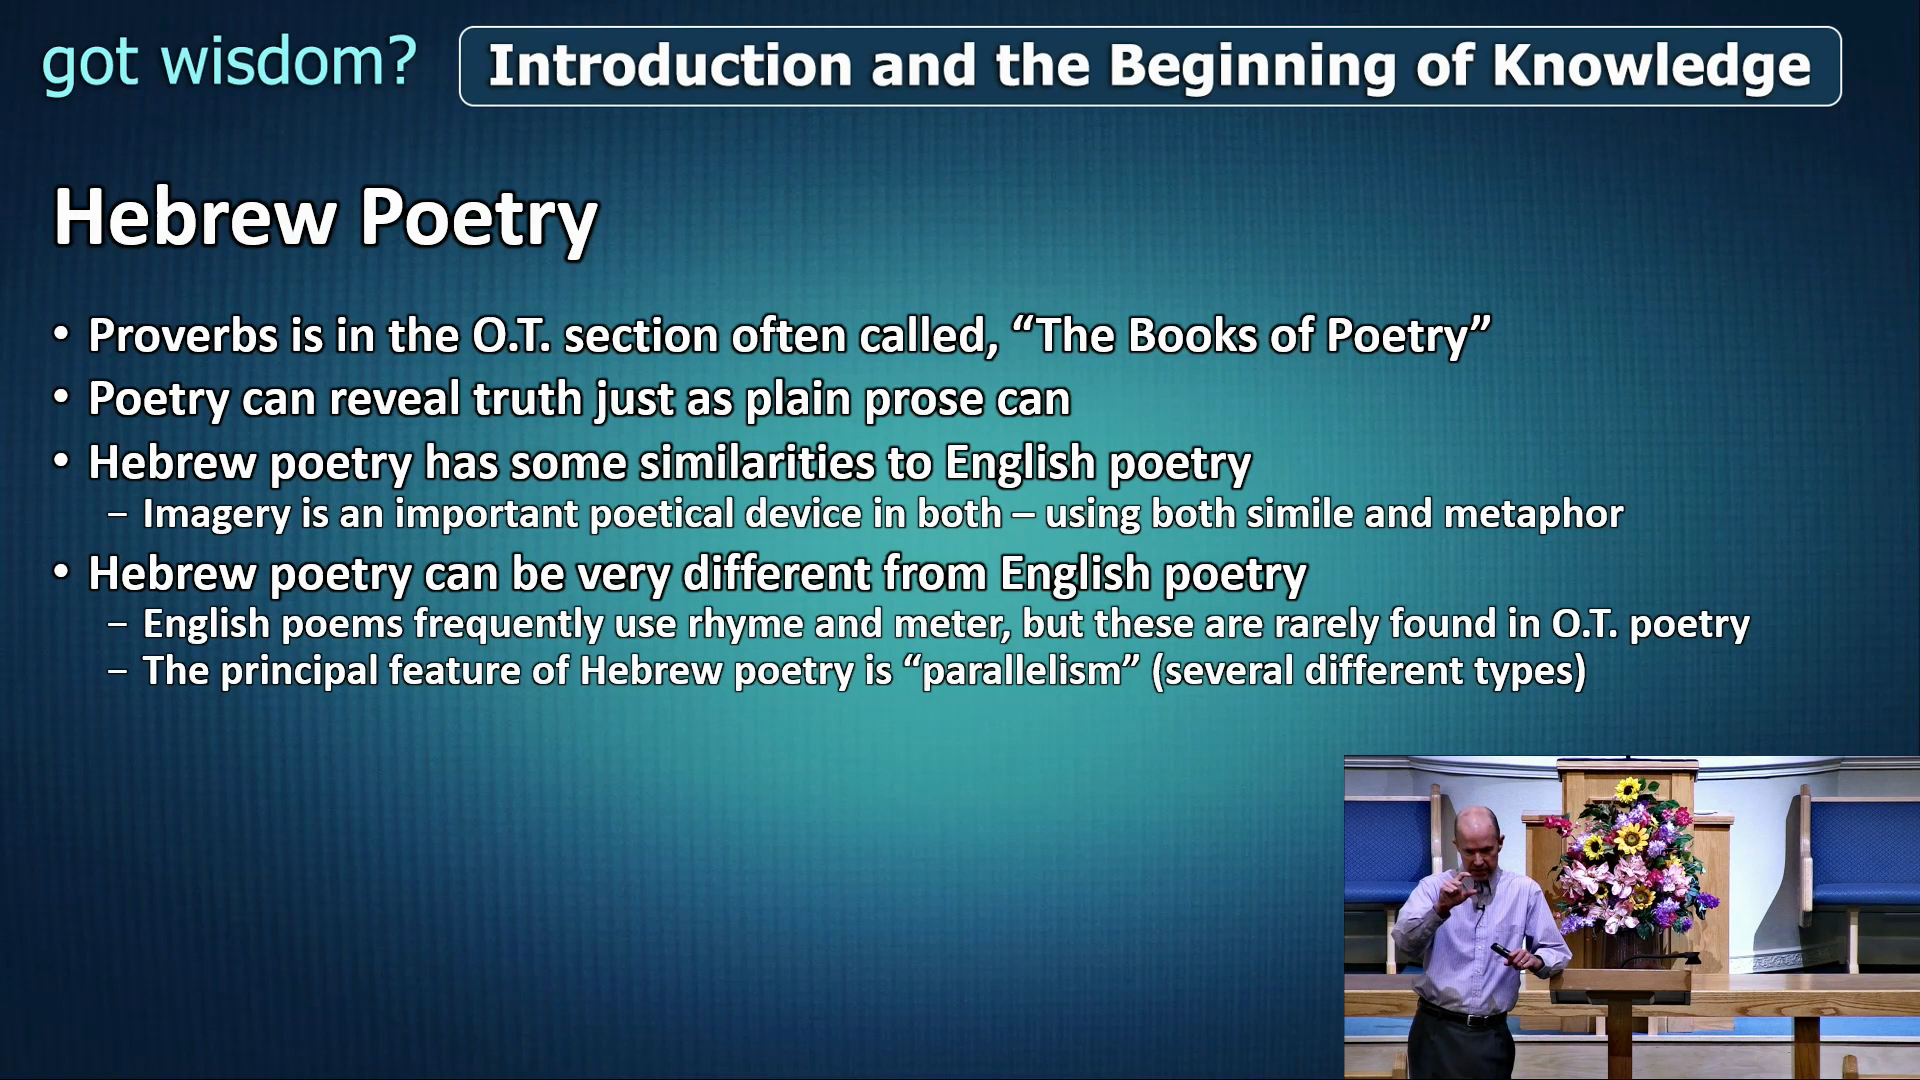 got wisdom?
Introduction and the Beginning of Knowledge
Hebrew Poetry
• Proverbs is in the O.T. section often called, “The Books of Poetry”
• Poetry can reveal truth just as plain prose can
• Hebrew poetry has some similarities to English poetry
– Imagery is an important poetical device in both – using both simile and metaphor
• Hebrew poetry can be very different from English poetry
– English poems frequently use rhyme and meter, but these are rarely found in O.T. poetry
– The principal feature of Hebrew poetry is “parallelism” (several different types)